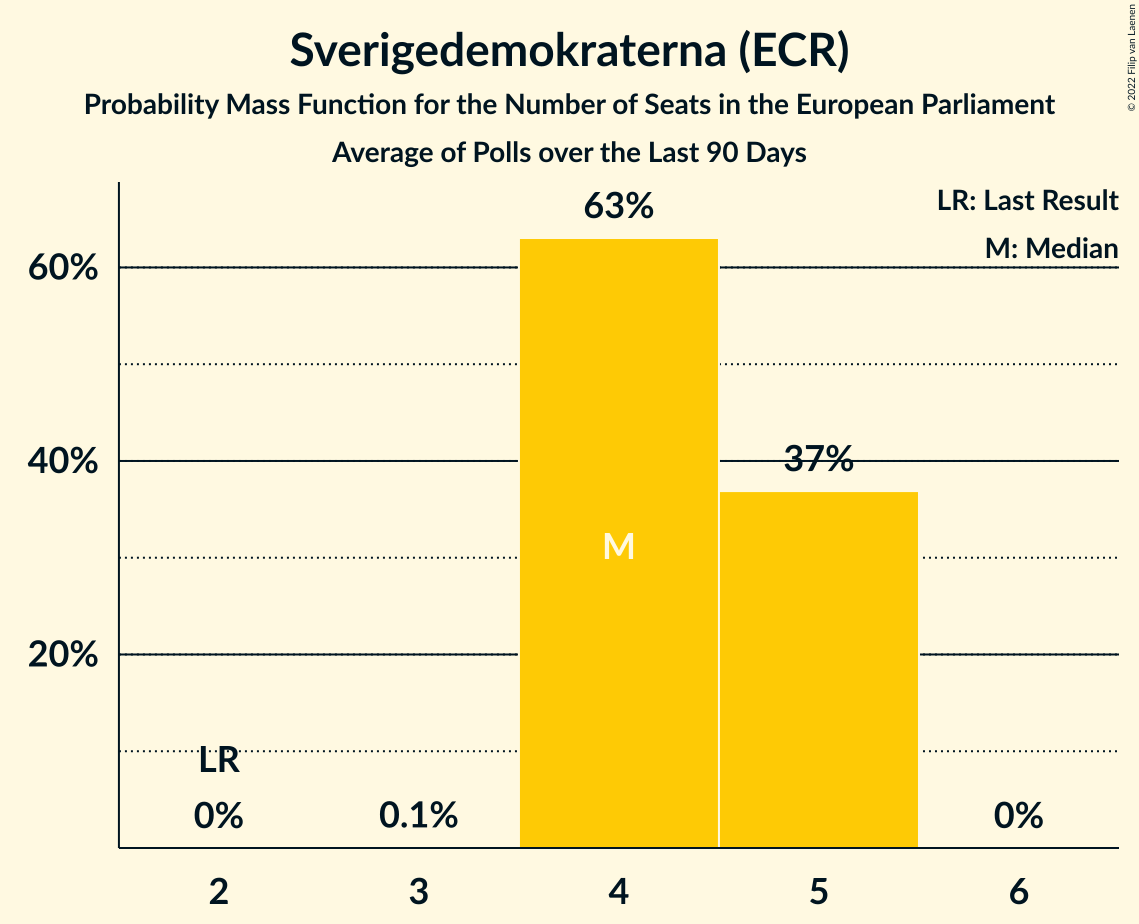 Sverigedemokraterna (ECR)
Probability Mass Function for the Number of Seats in the European Parliament
Average of Polls over the Last 90 Days
© 2022 Filip van Laenen
LR: Last Result
M: Median
63%
60%
40%
37%
M
20%
LR
0%
0.1%
0%
2
3
4
5
6